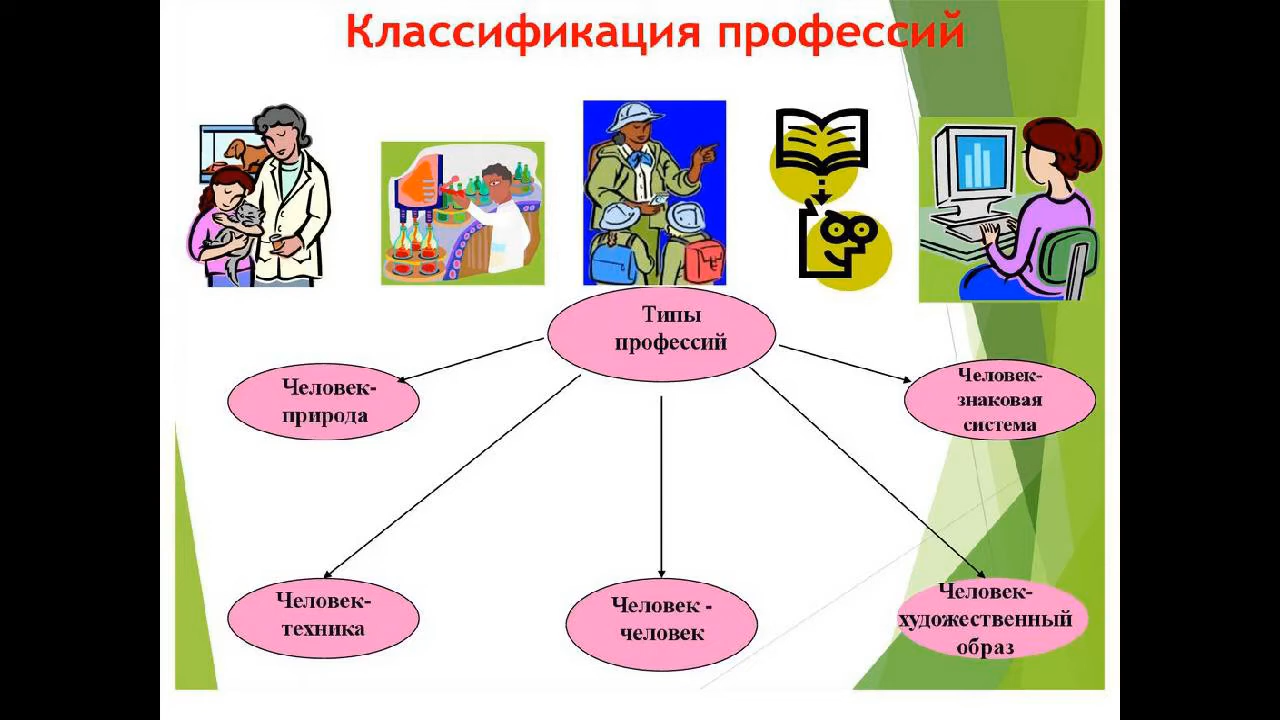 Классификация профессий
Типы
профессий
Человек-
природа
Человек-
знаковая
система
Человек-
техника
Человек -
человек
Человек-
художественный
образ